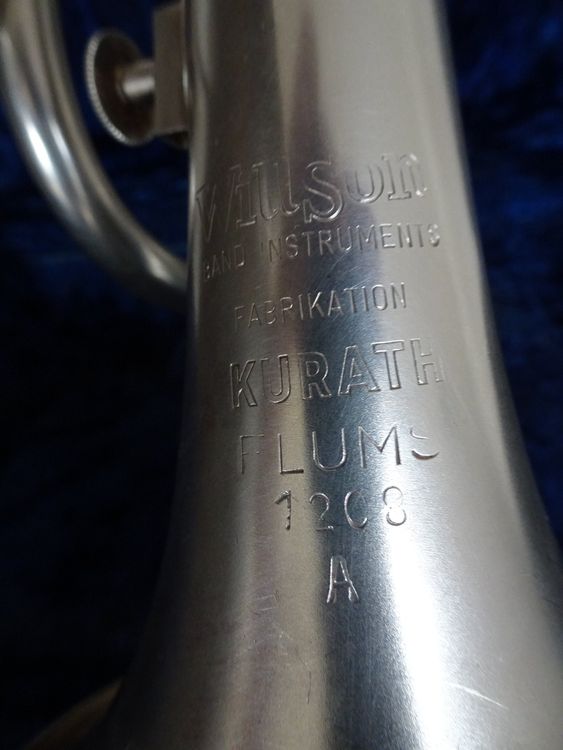 Willson
BAND INSTRUMENTS
FABRIKATION
KURATH
FLUMS
1208
A